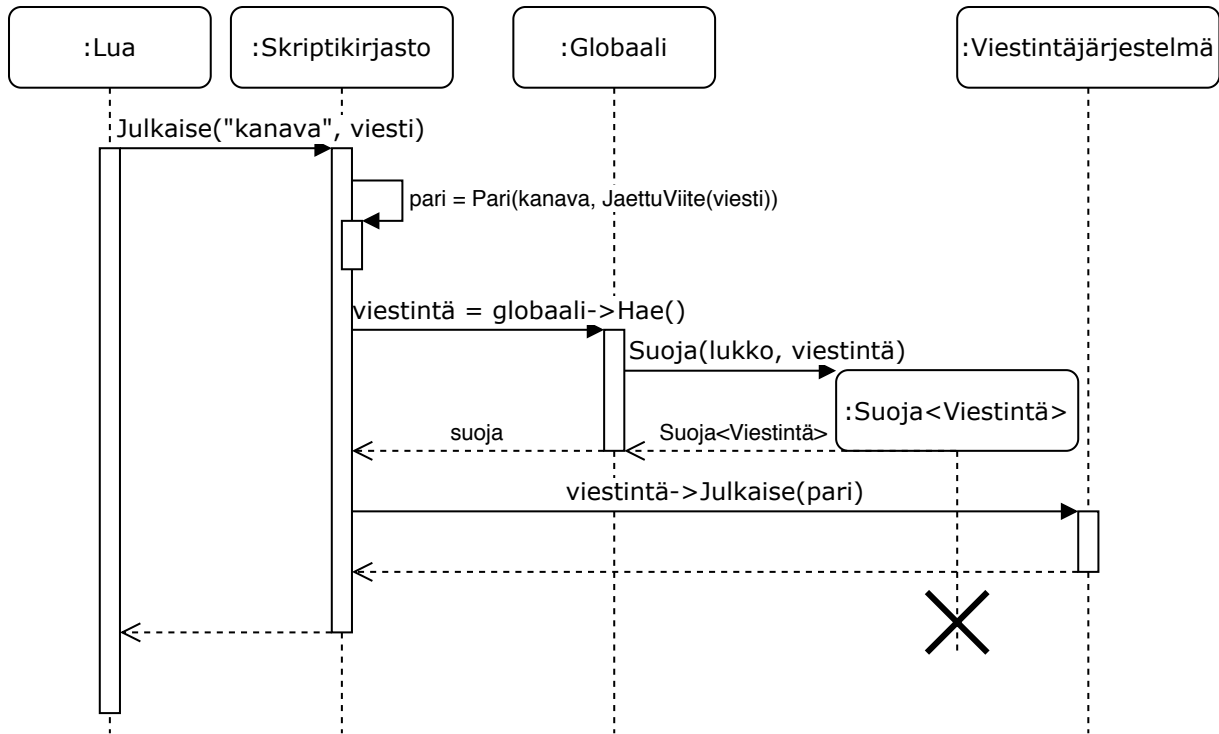 :Lua
:Skriptikirjasto
:Globaali
:Viestintäjärjestelmä
Julkaise("kanava", viesti)
pari = Pari(kanava, JaettuViite(viesti))
viestintä = globaali->Hae()
Suoja(lukko, viestintä)
:Suoja<Viestintä>
suoja
Suoja<Viestintä>
viestintä->Julkaise(pari)